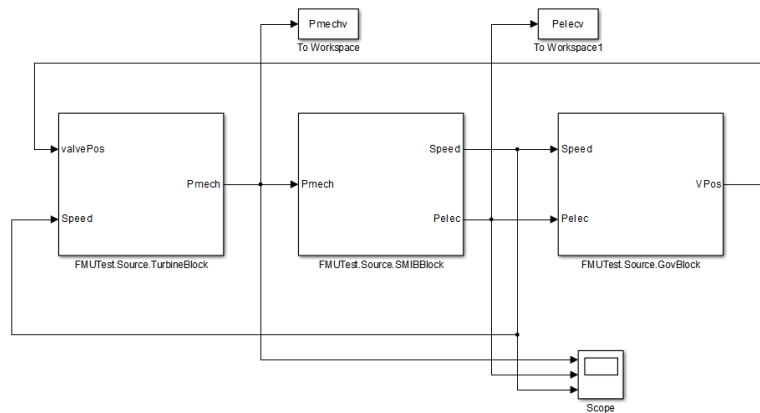 Pmechv
To Workspace
Pelecv
To Workspace1
valvePos
Speed
Pmech
FMUTest.Source.TurbineBlock
Pmech
Speed
Pelec
FMUTest.Source.SMIBBlock
Speed
Pelec
VPos
FMUTest.Source.GovBlock
Scope